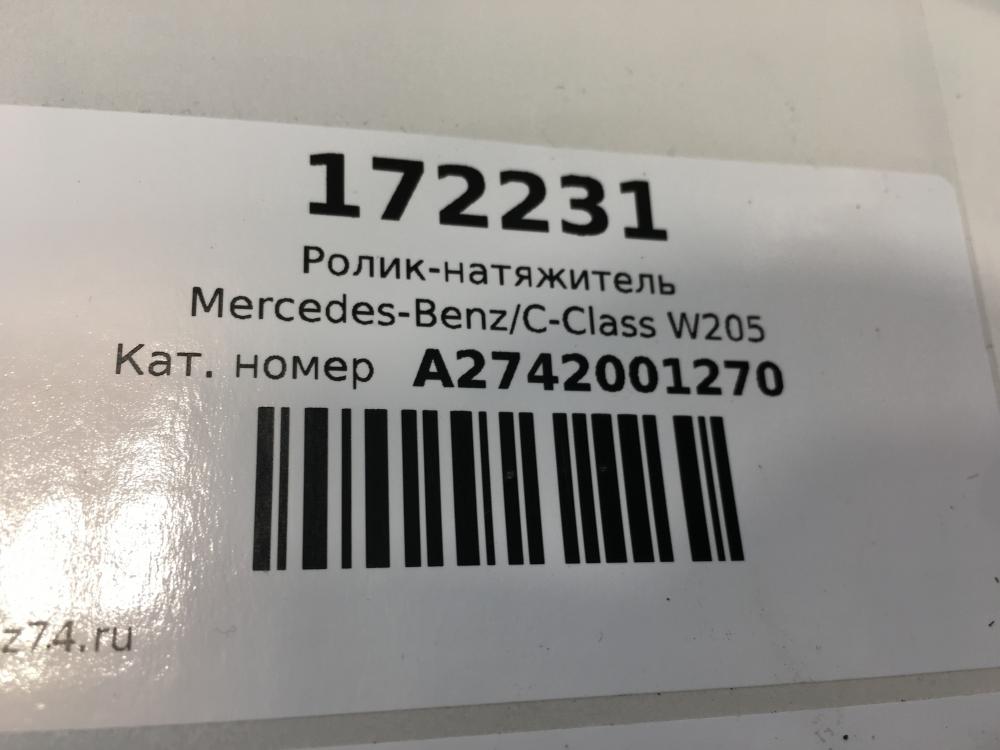 172231
Ролик-натяжитель
Mercedes-Benz/C-Class W205
Кат. номер A2742001270
z74.ru